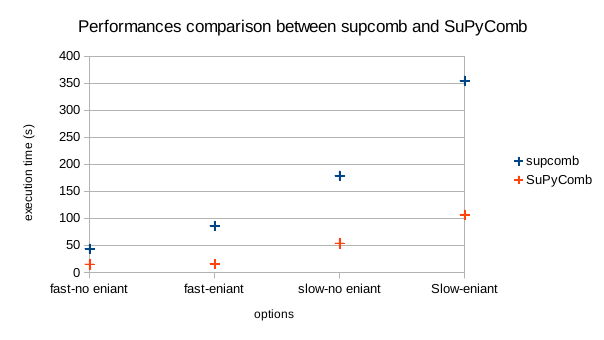 Performances comparison between supcomb and SuPyComb
400
350
300
250
200
150
100
50
0
execution time (s)
fast-no eniant
fast-eniant
slow-no eniant
Slow-eniant
options
supcomb
SuPyComb